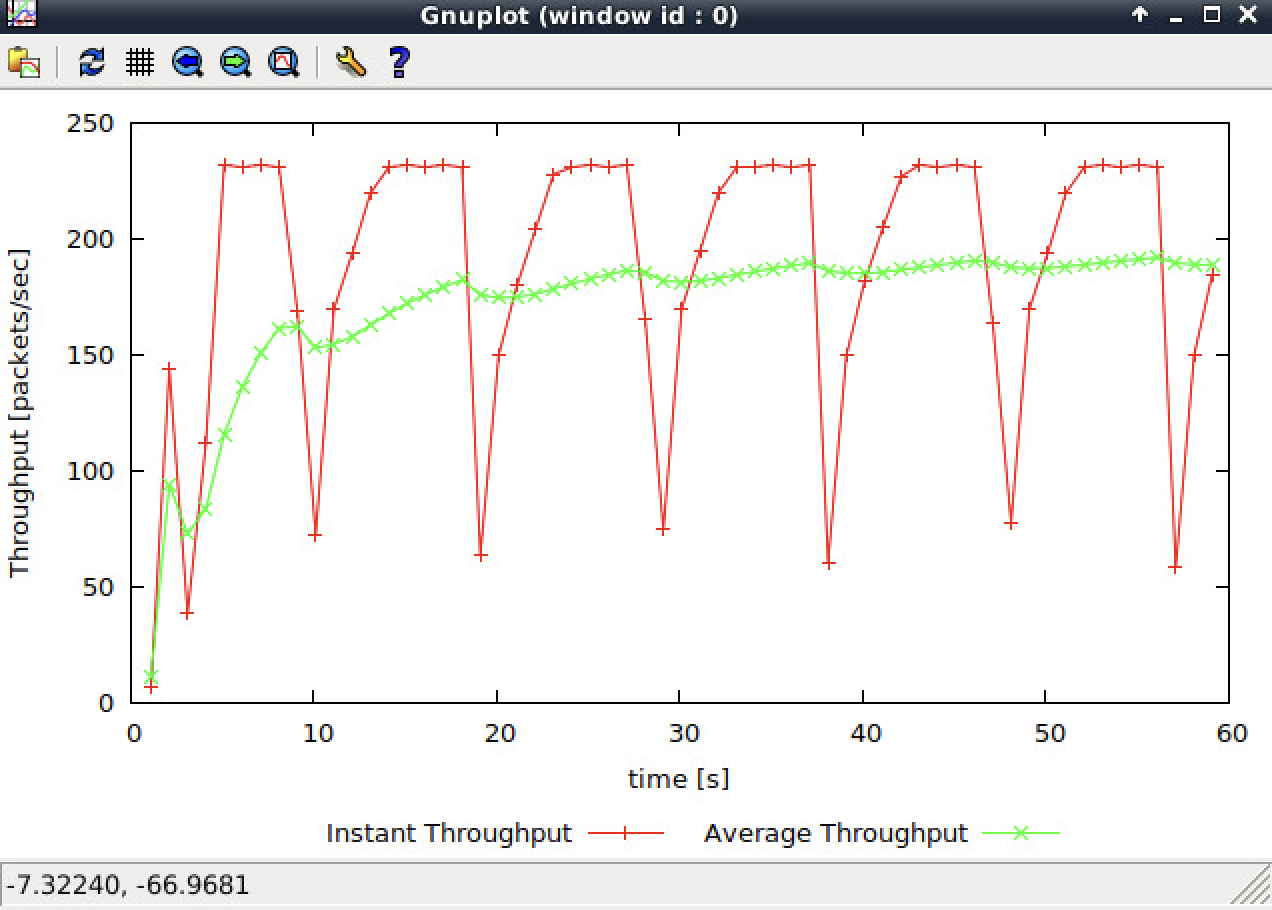 Gnuplot (window id : 0)
250
200
150
100
50
0
Throughput [packets/sec]
0 10 20 30 40 50 60
time [s]
Instant Throughput Average Throughput
-7.32240, -66.9681